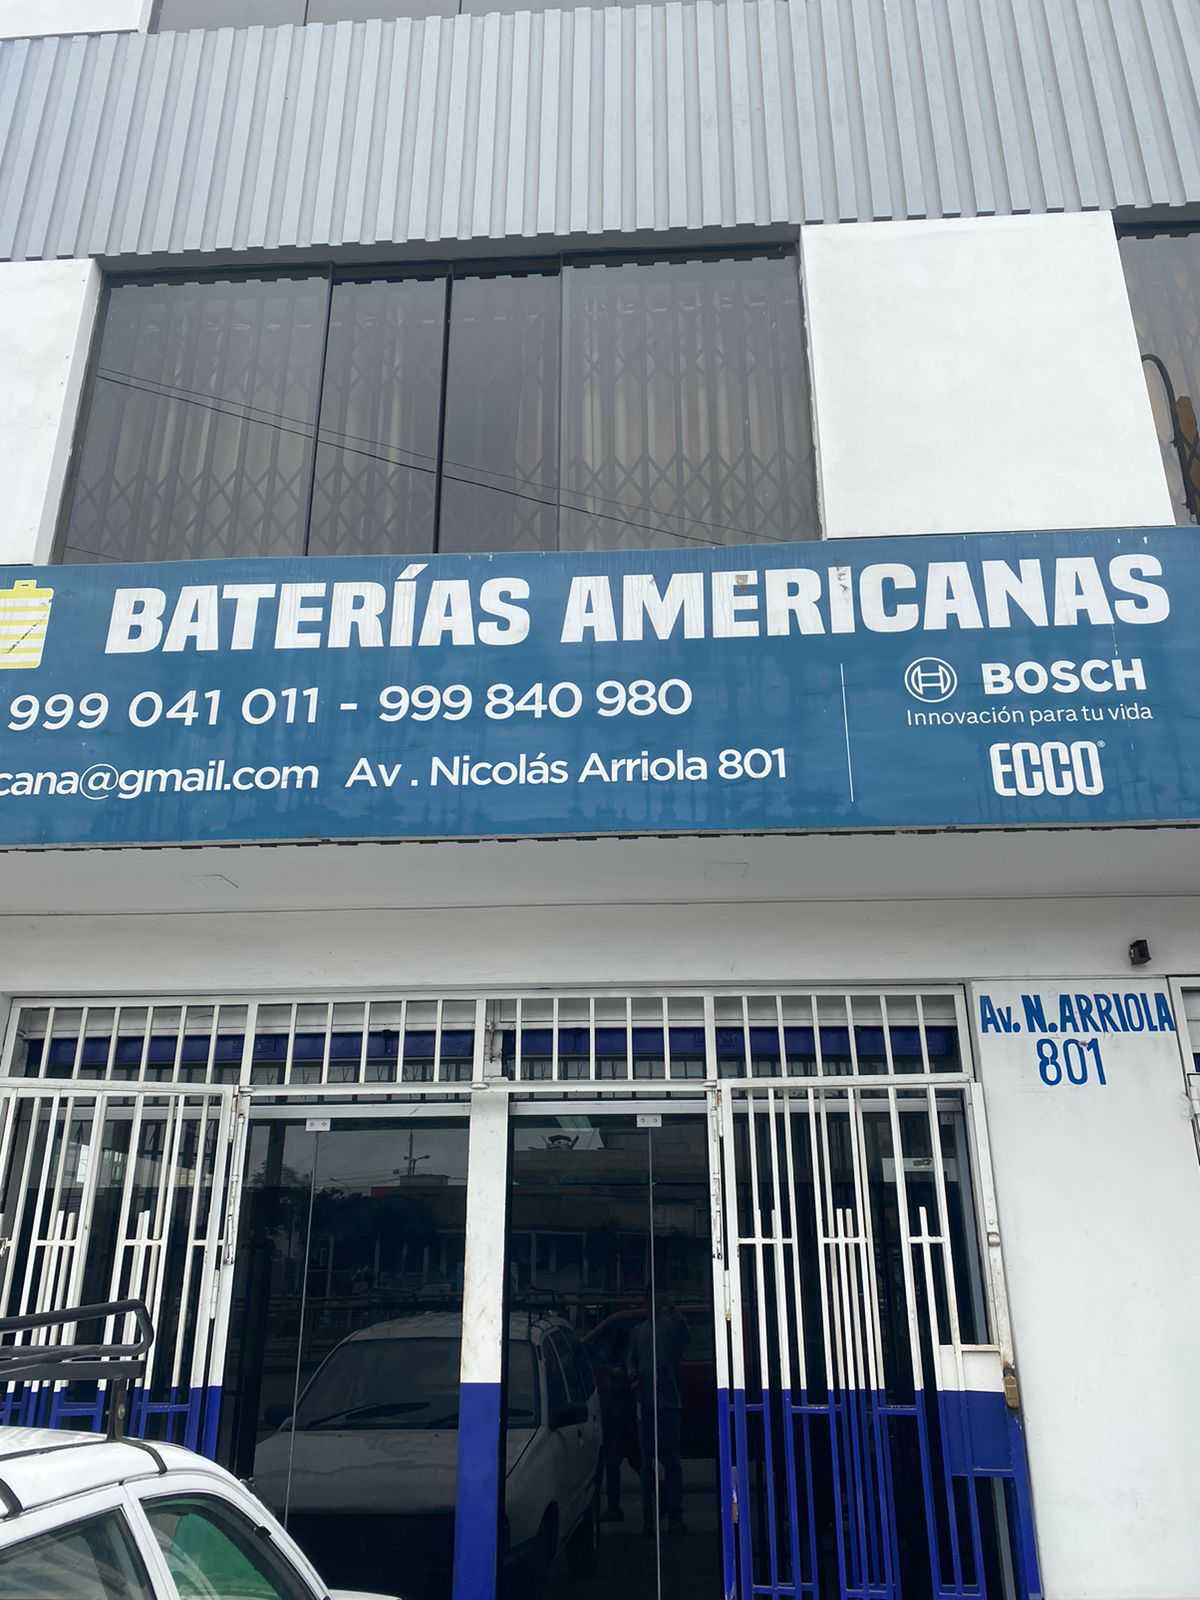 BATERÍAS AMERICANAS
999 041 011 - 999 840 980
cana@gmail.com Av . Nicolás Arriola 801
BOSCH
Innovación para tu vida
ECCO®
Av. N. ARRIOLA
801